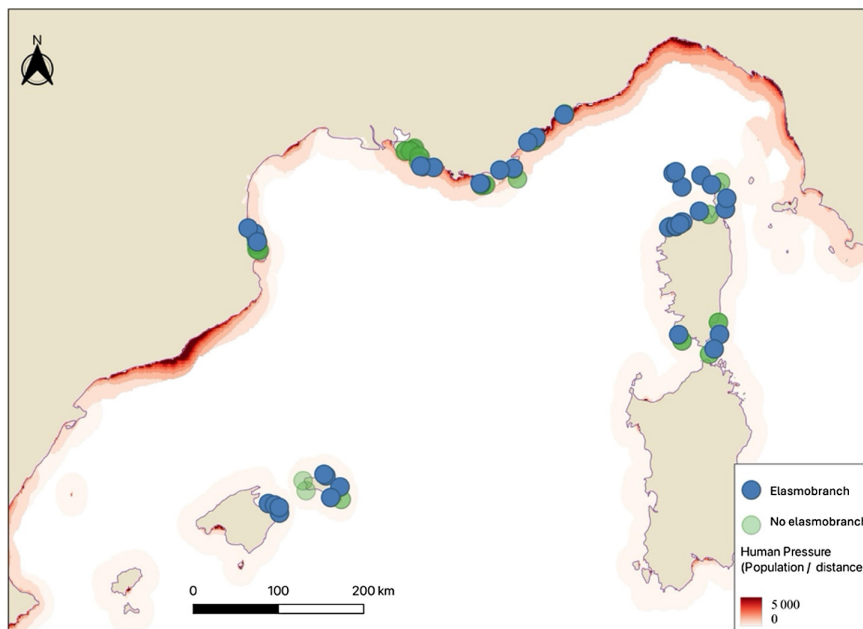 N
Elasmobranch
No elasmobranch
Human Pressure
(Population / distance
5 000
0
0 100 200 km